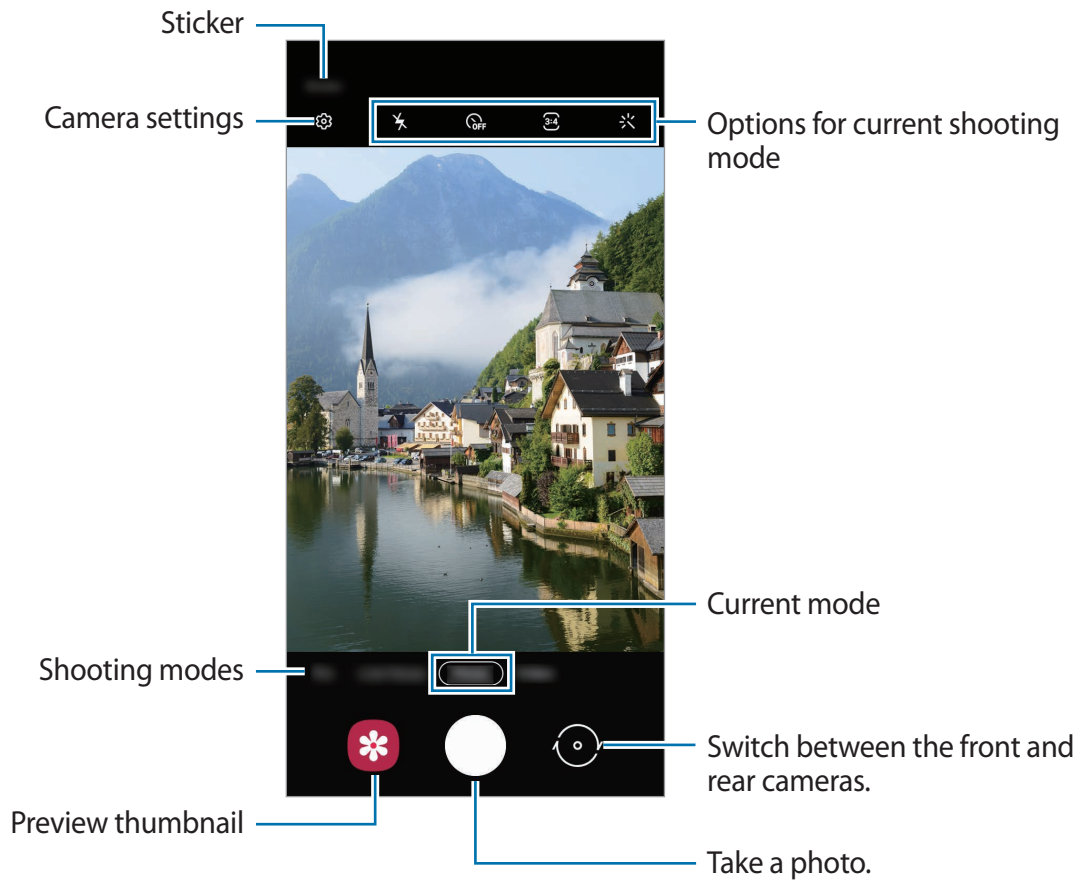 Sticker
Camera settings
OFF
3:4
Options for current shooting
mode
Current mode
Shooting modes
Switch between the front and
rear cameras.
Preview thumbnail
Take a photo.